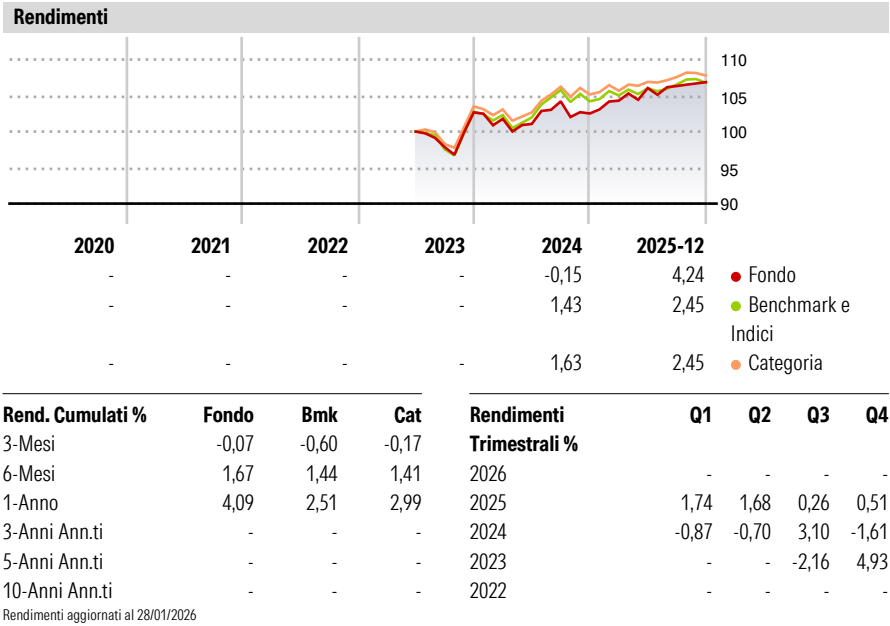 Rendimenti
110
105
100
95
90
2020 2021 2022 2023 2024 2025-12
- - - - -0,15 4,24 Fondo
- - - - 1,43 2,45 Benchmark e
Indici
- - - - 1,63 2,45 Categoria
Rend. Cumulati % Fondo Bmk Cat
3-Mesi -0,07 -0,60 -0,17
6-Mesi 1,67 1,44 1,41
1-Anno 4,09 2,51 2,99
3-Anni Ann.ti - - -
5-Anni Ann.ti - - -
10-Anni Ann.ti - - -
Rendimenti Q1 Q2 Q3 Q4
Trimestrali %
2026 - - - -
2025 1,74 1,68 0,26 0,51
2024 -0,87 -0,70 3,10 -1,61
2023 - - -2,16 4,93
2022 - - - -
Rendimenti aggiornati al 28/01/2026